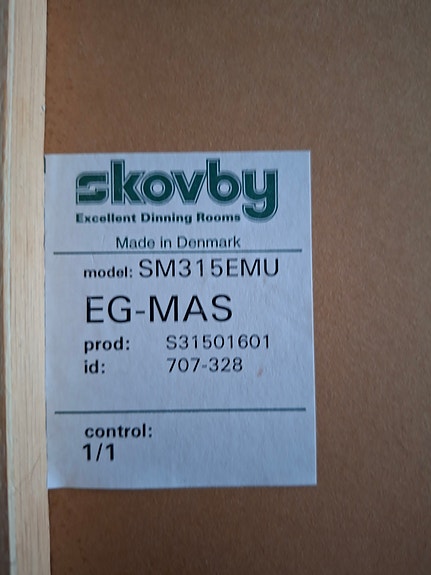 skovby
Excellent Dinning Rooms
Made in Denmark
model: SM315EMU
EG-MAS
prod: S31501601
id: 707-328
control:
1/1